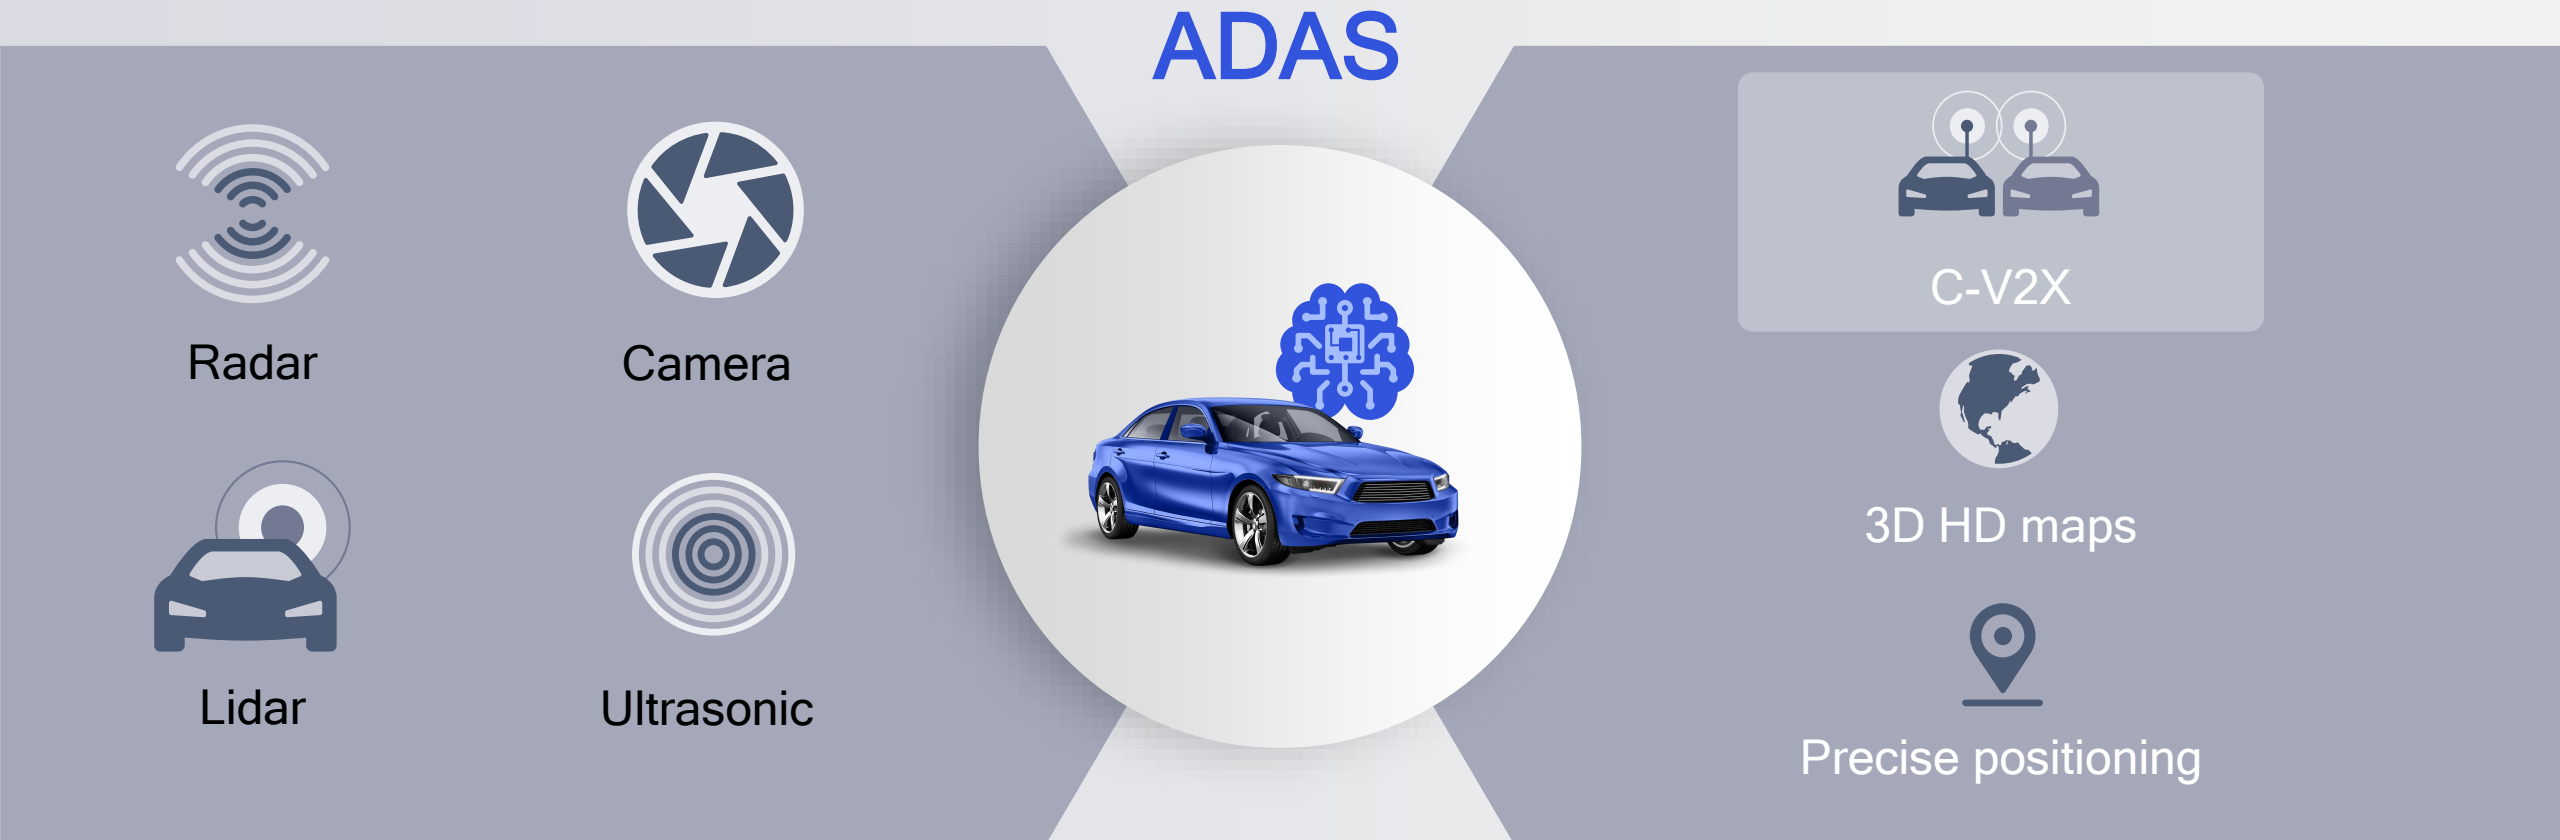 ADAS
Radar
Camera
Lidar
Ultrasonic
C-V2X
3D HD maps
Precise positioning